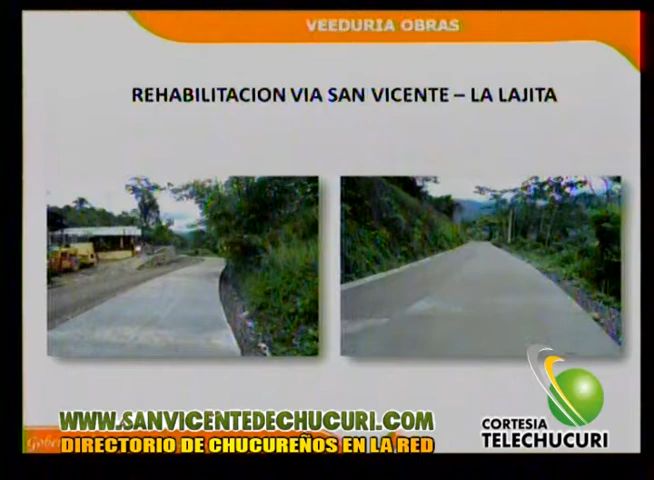 VEEDURIA OBRAS
REHABILITACION VIA SAN VICENTE – LA LAJITA
WWW.SANVICENTEDECHUCURI.COM
DIRECTORIO DE CHUCUREÑOS EN LA RED
CORTESIA
TELECHUCURI